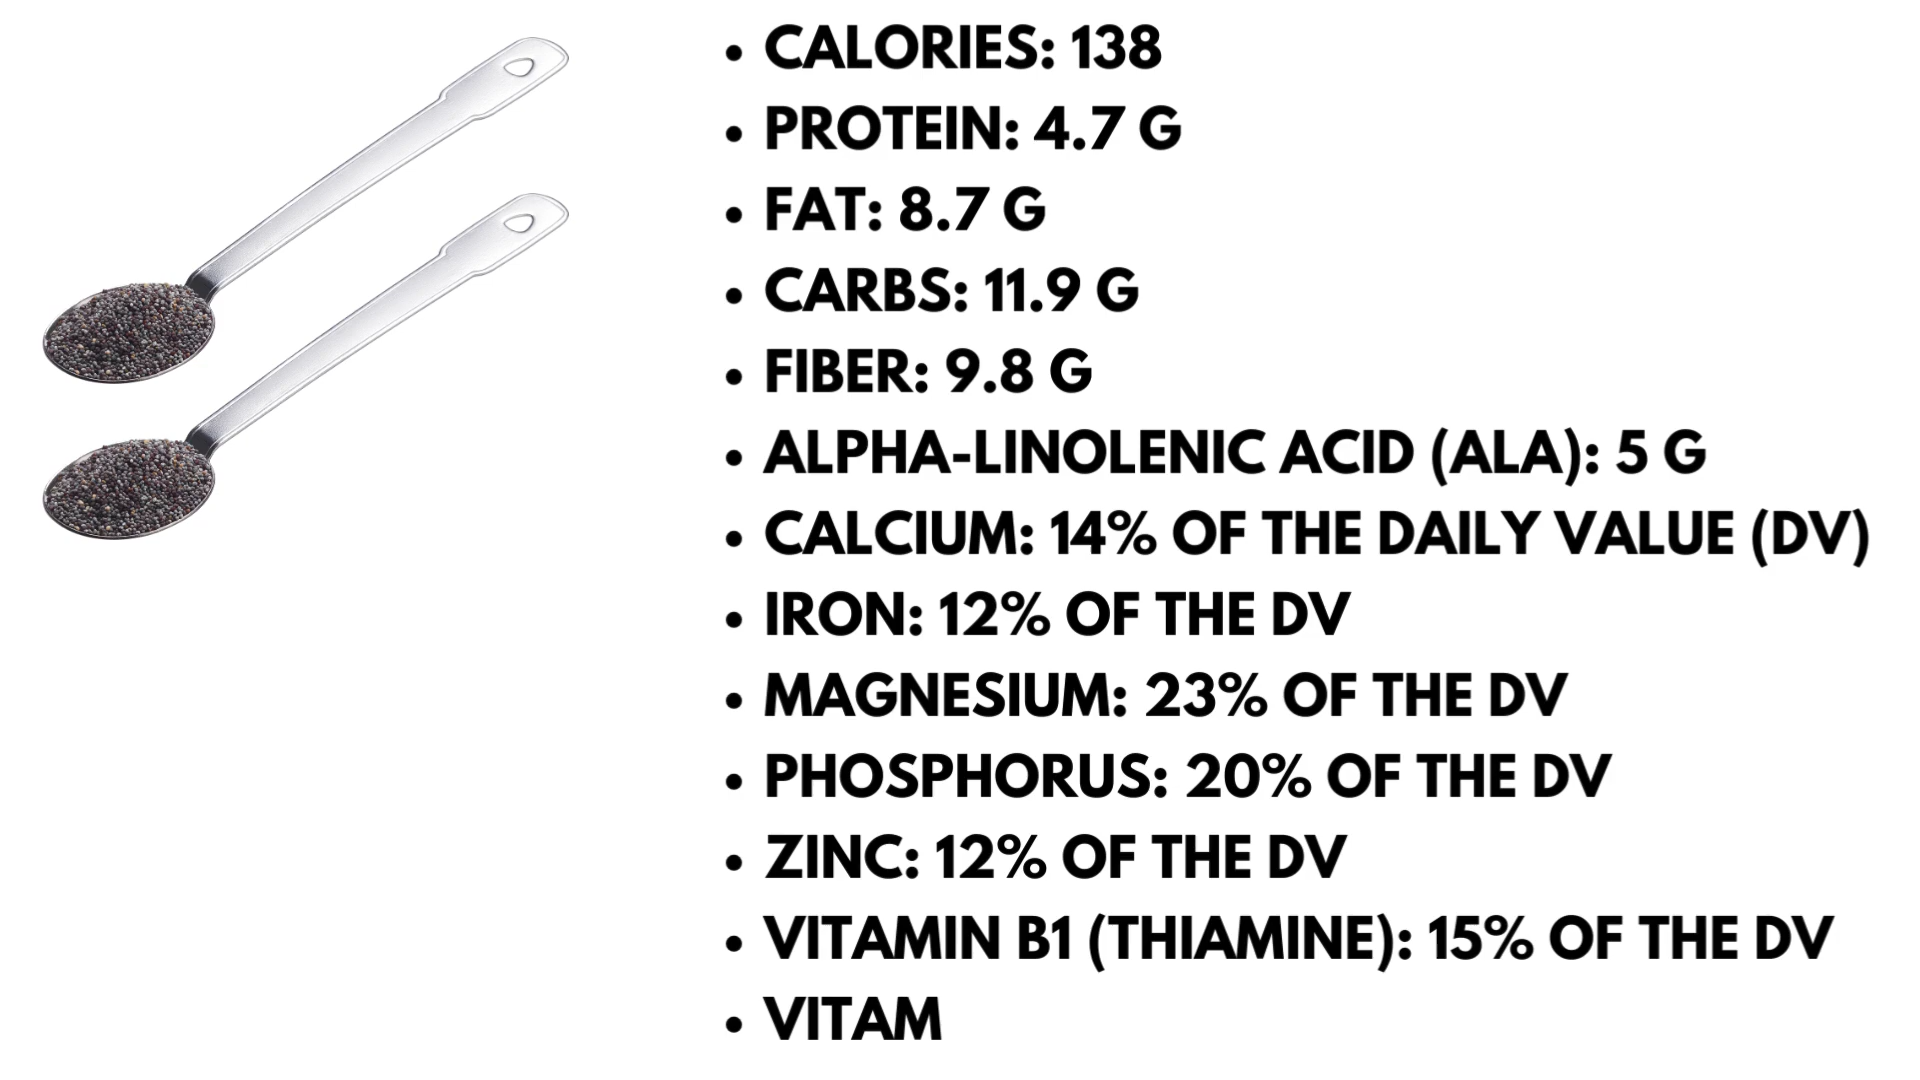 • CALORIES: 138
• PROTEIN: 4.7 G
• FAT: 8.7 G
• CARBS: 11.9 G
• FIBER: 9.8 G
• ALPHA-LINOLENIC ACID (ALA): 5 G
• CALCIUM: 14% OF THE DAILY VALUE (DV)
• IRON: 12% OF THE DV
• MAGNESIUM: 23% OF THE DV
• PHOSPHORUS: 20% OF THE DV
• ZINC: 12% OF THE DV
• VITAMIN B1 (THIAMINE): 15% OF THE DV
• VITAM